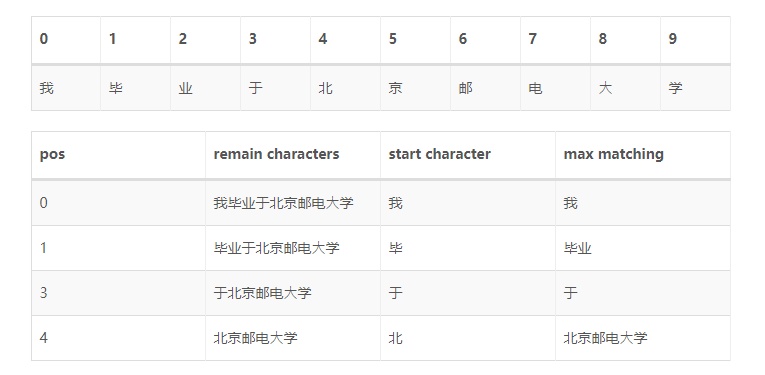 0 1 2 3 4 5 6 7 8 9
我 毕 业 于 北 京 邮 电 大 学
pos remain characters start character max matching
0 我毕业于北京邮电大学 我 我
1 毕业于北京邮电大学 毕 毕业
3 于北京邮电大学 于 于
4 北京邮电大学 北 北京邮电大学